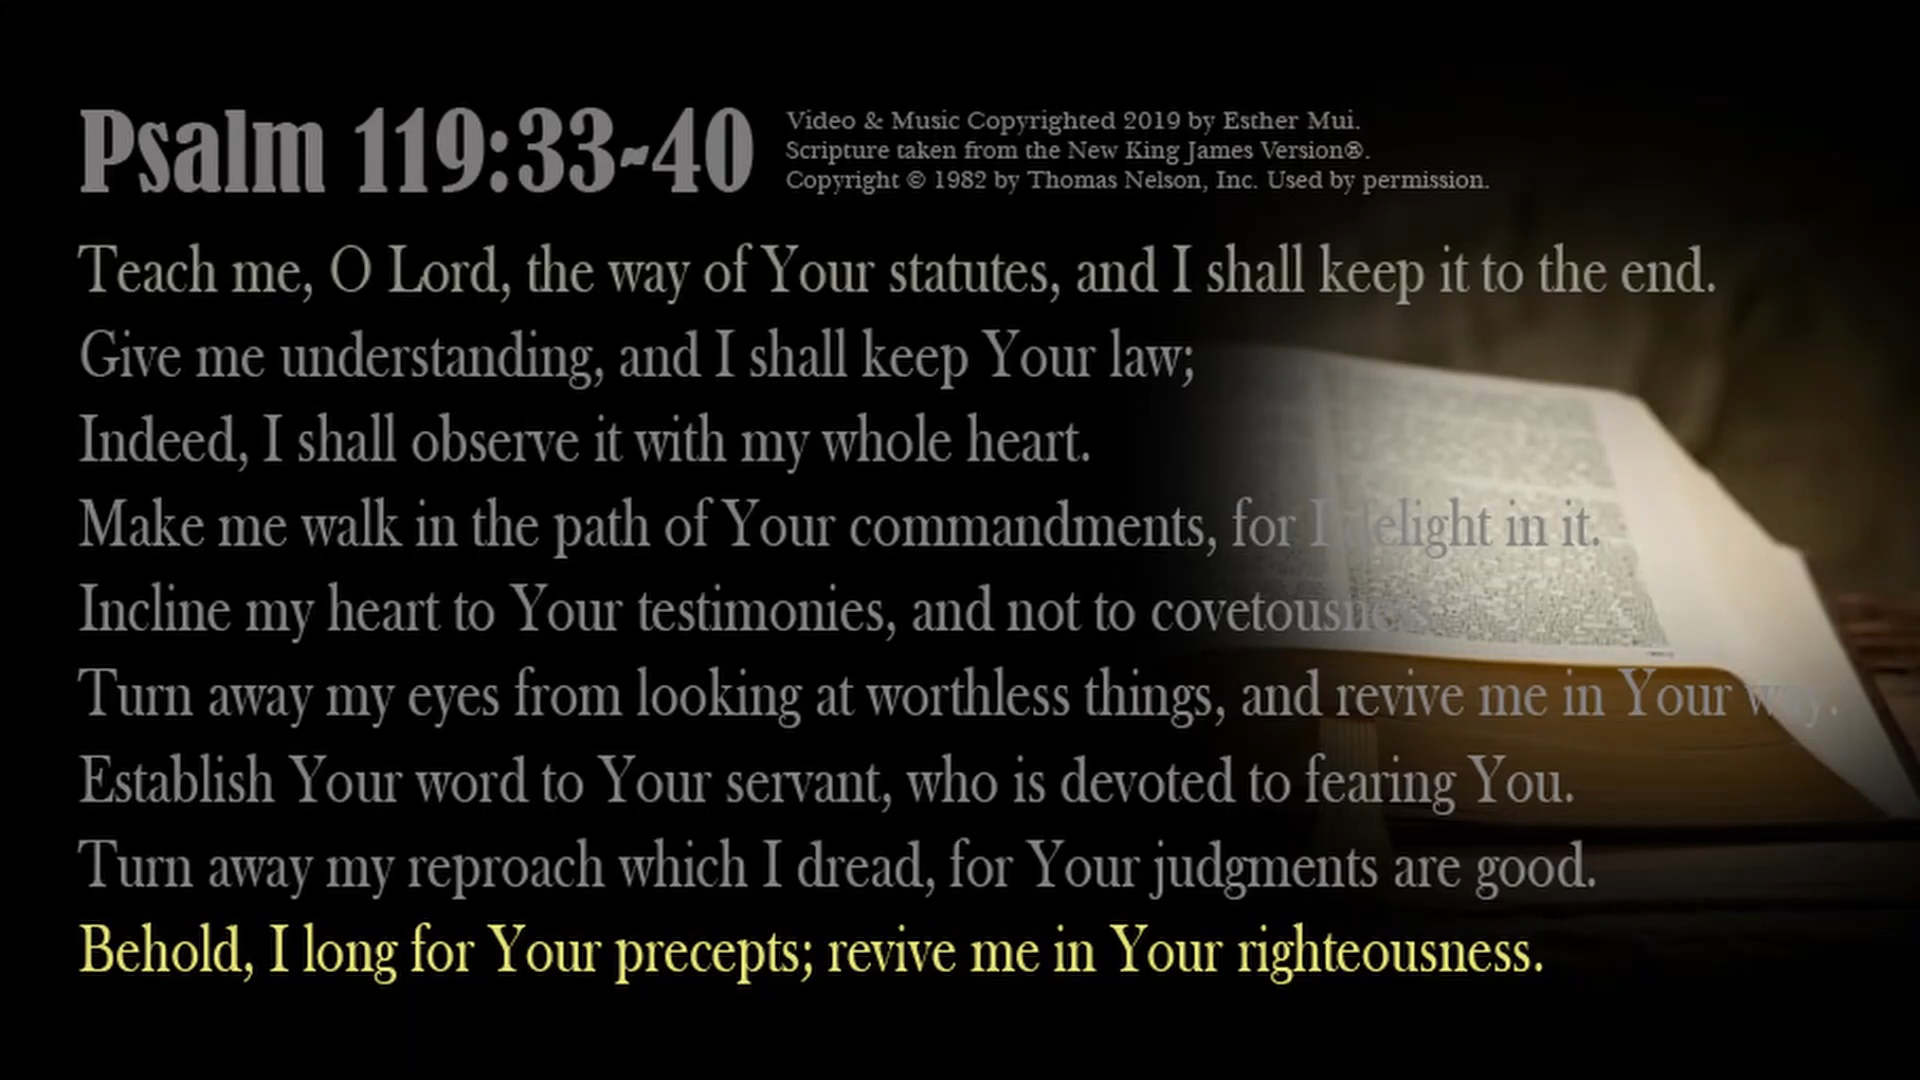 Psalm 119:33-40
Video & Music Copyrighted 2019 by Esther Mui.
Scripture taken from the New King James Version®.
Copyright © 1982 by Thomas Nelson, Inc. Used by permission.
Teach me, O Lord, the way of Your statutes, and I shall keep it to the end.
Give me understanding, and I shall keep Your law;
Indeed, I shall observe it with my whole heart.
Make me walk in the path of Your commandments, for I delight in it.
Incline my heart to Your testimonies, and not to covetousness.
Turn away my eyes from looking at worthless things, and revive me in Your way.
Establish Your word to Your servant, who is devoted to fearing You.
Turn away my reproach which I dread, for Your judgments are good.
Behold, I long for Your precepts; revive me in Your righteousness.